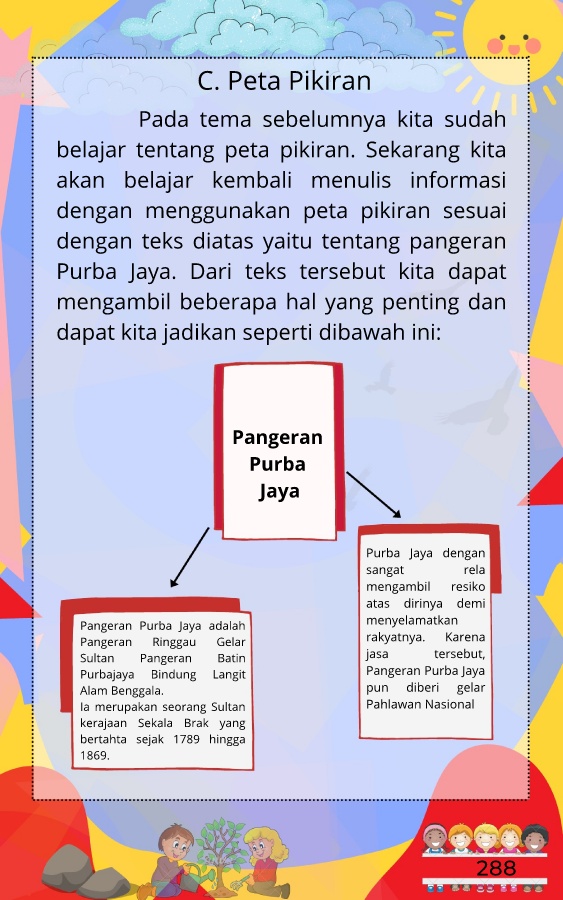 C. Peta Pikiran
Pada tema sebelumnya kita sudah
belajar tentang peta pikiran. Sekarang kita
akan belajar kembali menulis informasi
dengan menggunakan peta pikiran sesuai
dengan teks diatas yaitu tentang pangeran
Purba Jaya. Dari teks tersebut kita dapat
mengambil beberapa hal yang penting dan
dapat kita jadikan seperti dibawah ini:
Pangeran
Purba
Jaya
Pangeran Purba Jaya adalah
Pangeran Ringgau Gelar
Sultan Pangeran Batin
Purbajaya Bindung Langit
Alam Benggala.
Ia merupakan seorang Sultan
kerajaan Sekala Brak yang
bertahta sejak 1789 hingga
1869.
Purba Jaya dengan
sangat rela
mengambil resiko
atas dirinya demi
menyelamatkan
rakyatnya. Karena
jasa tersebut,
Pangeran Purba Jaya
pun diberi gelar
Pahlawan Nasional
288